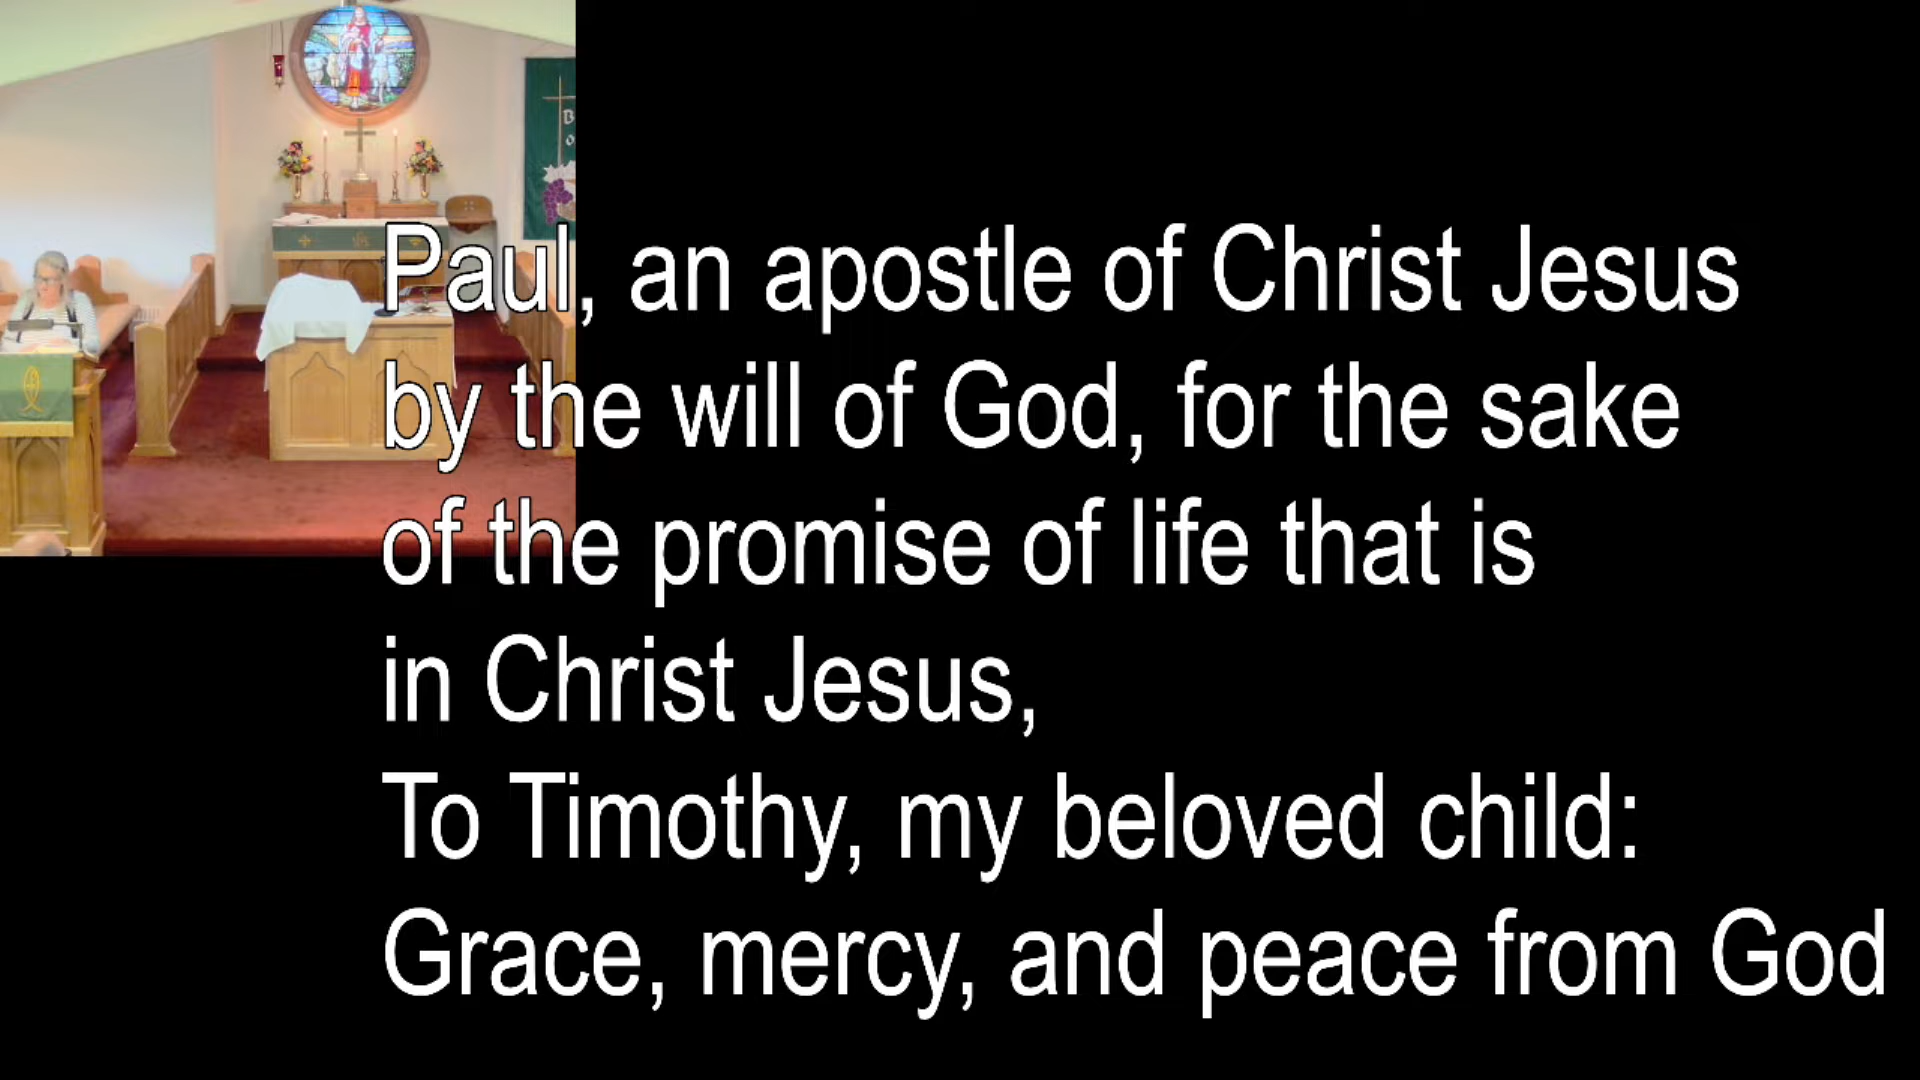 Paul, an apostle of Christ Jesus
by the will of God, for the sake
of the promise of life that is
in Christ Jesus,
To Timothy, my beloved child:
Grace, mercy, and peace from God